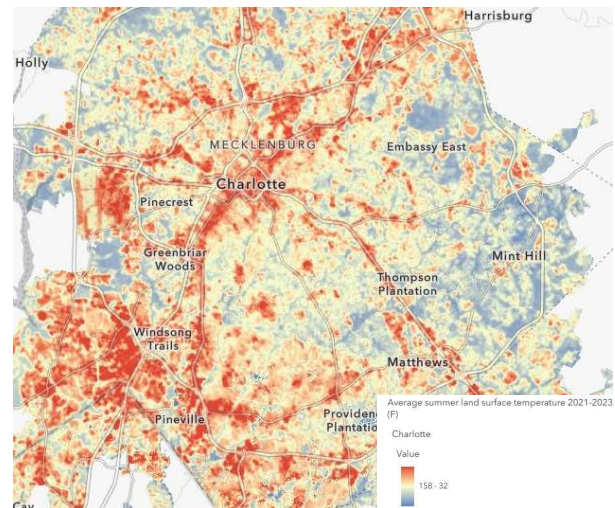 Harrisburg
Holly
MECKLENBURG
Embassy East
Charlotte
Pinecrest
Greenbriar
Woods
Mint Hill
Thompson
Plantation
Windsong
Trails
Matthews
Pineville
Providenc
Plantatio
Cay
Average summer land surface temperature 2021-2023
(F)
Charlotte
Value
158 - 32